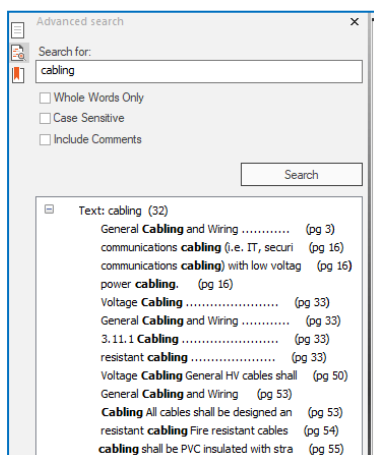 Advanced search
Search for:
cabling
Whole Words Only
Case Sensitive
Include Comments
Search
Text: cabling (32)
General Cabling and Wiring ............ (pg 3)
communications cabling (i.e. IT, securi (pg 16)
communications cabling) with low voltag (pg 16)
power cabling. (pg 16)
Voltage Cabling ....................... (pg 33)
General Cabling and Wiring ............ (pg 33)
3.11.1 Cabling ........................ (pg 33)
resistant cabling ..................... (pg 33)
Voltage Cabling General HV cables shall (pg 50)
General Cabling and Wiring (pg 53)
Cabling All cables shall be designed an (pg 53)
resistant cabling Fire resistant cables (pg 54)
cabling shall be PVC insulated with stra (pg 55)